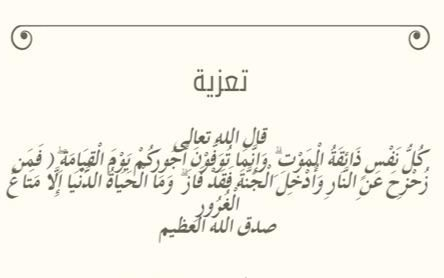 تعزية
قال الله تعالى
كُلُّ نَفْسٍ ذَائِقَةُ الْمَوْتِ ۗ وَإِنَّمَا تُوَفَّوْنَ أُجُورَكُمْ يَوْمَ الْقِيَامَةِ ۖ ( فَمَن
زُحْزِحَ عَنِ النَّارِ وَأُدْخِلَ الْجَنَّةَ فَقَدْ فَازَ ۗ وَمَا الْحَيَاةُ الدُّنْيَا إِلَّا مَتَاعُ
الْغُرُورِ
صدق الله العظيم